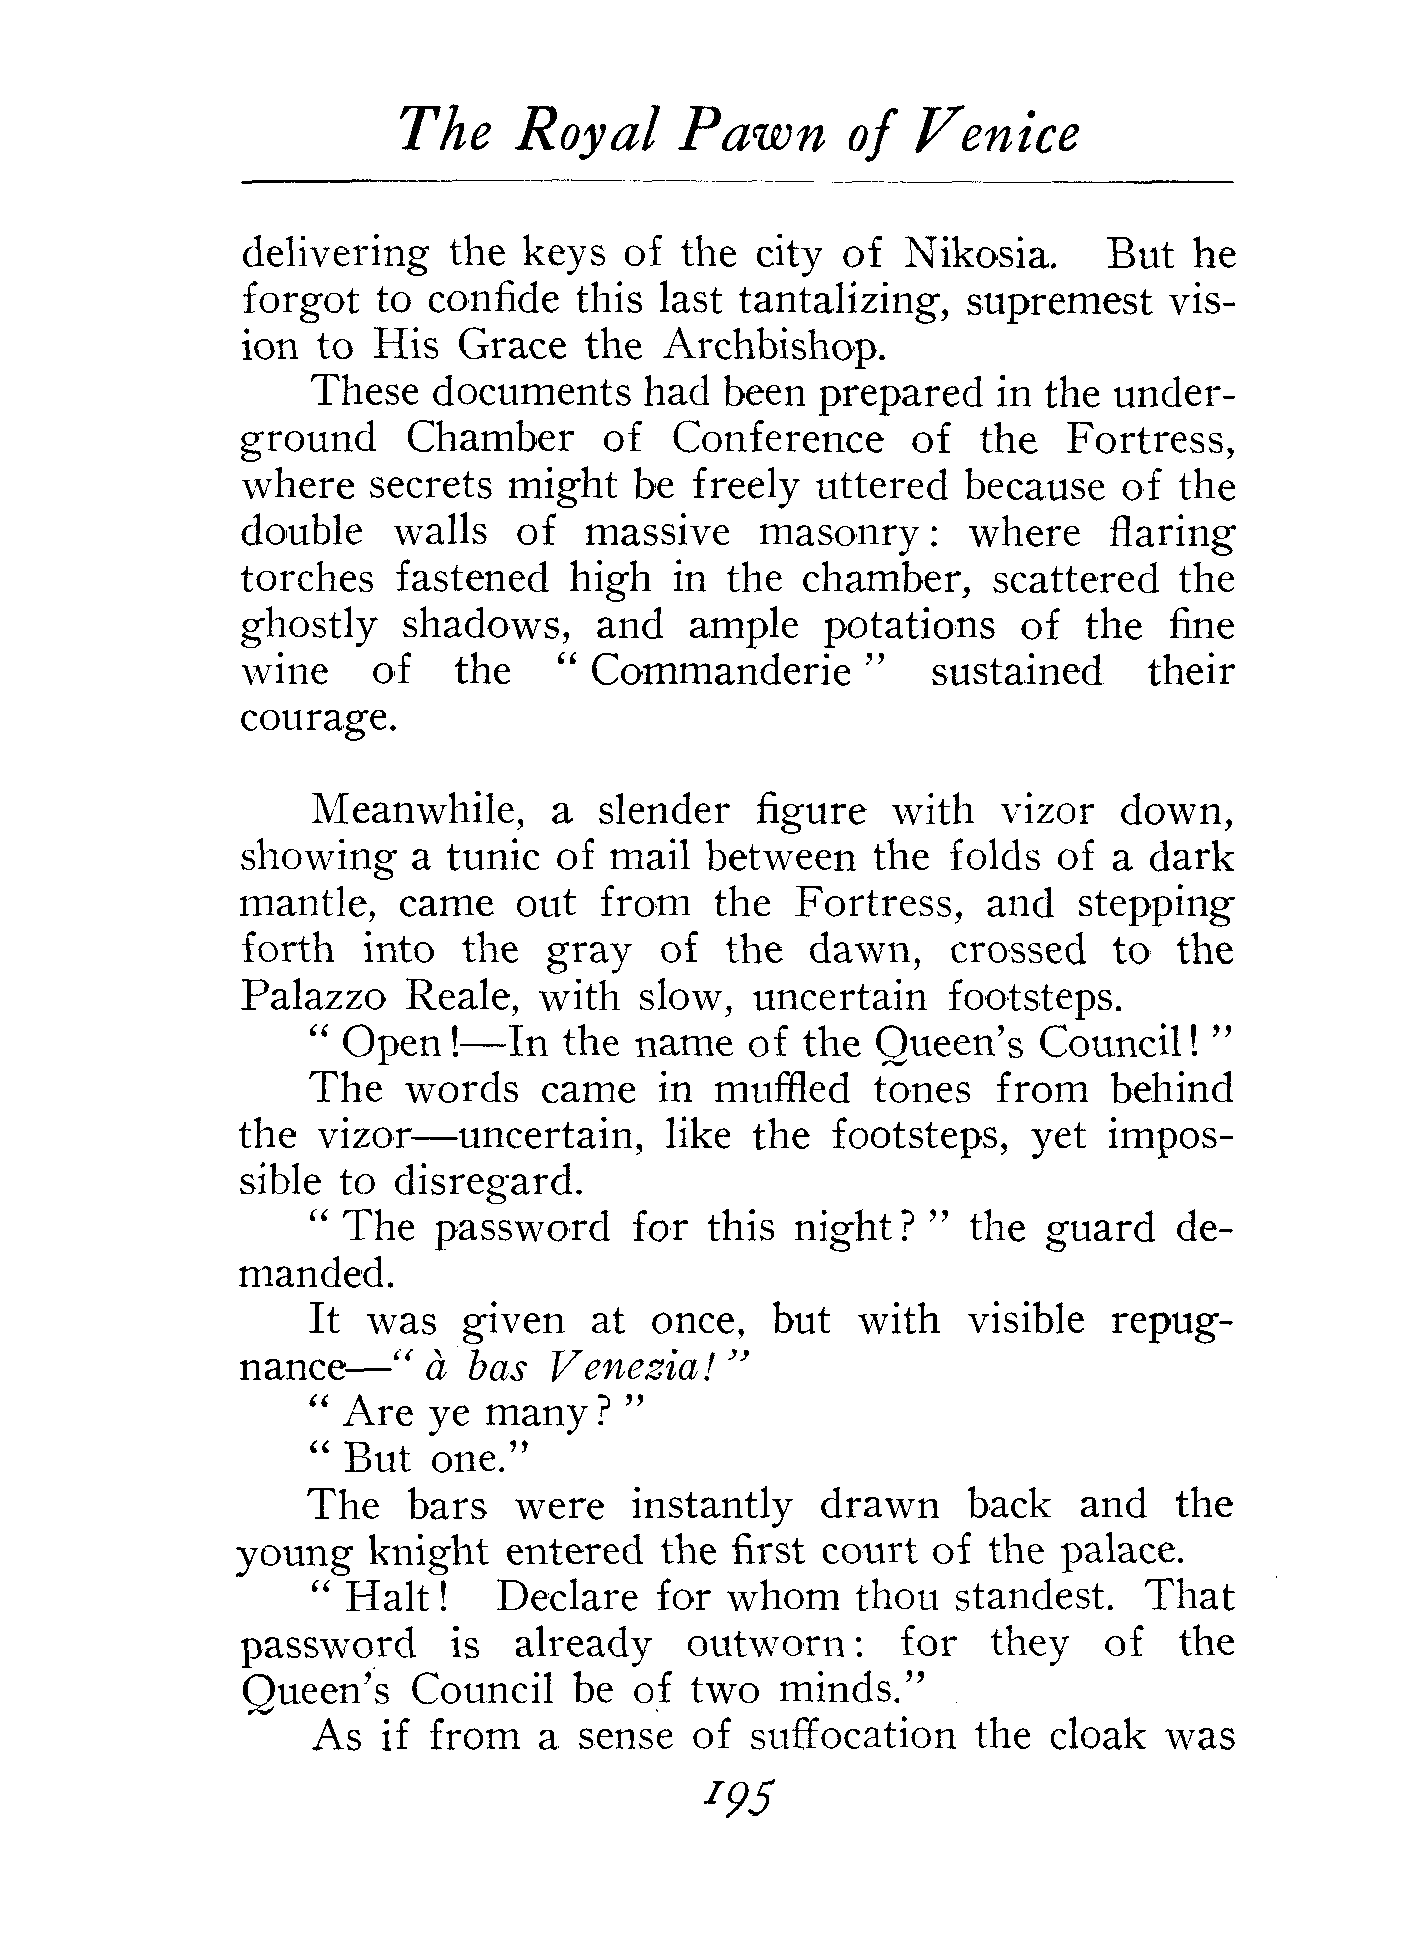 The Royal Pawn of Venice
delivering the keys of the city of Nikosia. But he
forgot to confide this last tantalizing, supremest vis-
ion to His Grace the Archbishop.
These documents had been prepared in the under-
ground Chamber of Conference of the Fortress,
where secrets might be freely uttered because of the
double walls of massive masonry: where flaring
torches fastened high in the chamber, scattered the
ghostly shadows, and ample potations of the fine
wine of the “ Commanderie ” sustained their
courage.
Meanwhile, a slender figure with vizor down,
showing a tunic of mail between the folds of a dark
mantle, came out from the Fortress, and stepping
forth into the gray of the dawn, crossed to the
Palazzo Reale, with slow, uncertain footsteps.
“ Open!—In the name of the Queen’s Council! ”
The words came in muffled tones from behind
the vizor—uncertain, like the footsteps, yet impos-
sible to disregard.
“ The password for this night? ” the guard de-
manded.
It was given at once, but with visible repug-
nance—“ à bas Venezia! ”
“ Are ye many? ”
“ But one.”
The bars were instantly drawn back and the
young knight entered the first court of the palace.
“ Halt! Declare for whom thou standest. That
password is already outworn: for they of the
Queen’s Council be of two minds.”
As if from a sense of suffocation the cloak was
195